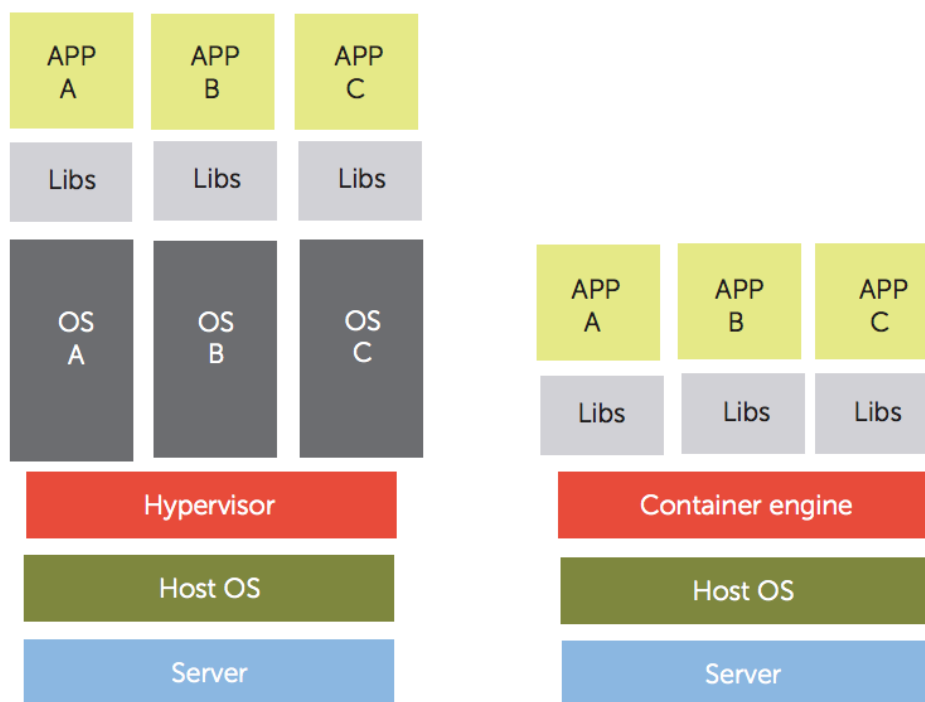 APP
A
APP
B
APP
C
Libs
Libs
Libs
OS
A
OS
B
OS
C
Hypervisor
Host OS
Server
APP
A
APP
B
APP
C
Libs
Libs
Libs
Container engine
Host OS
Server